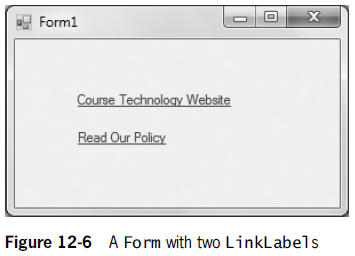 Form1
Course Technology Website
Read Our Policy
Figure 12-6 A Form with two LinkLabels